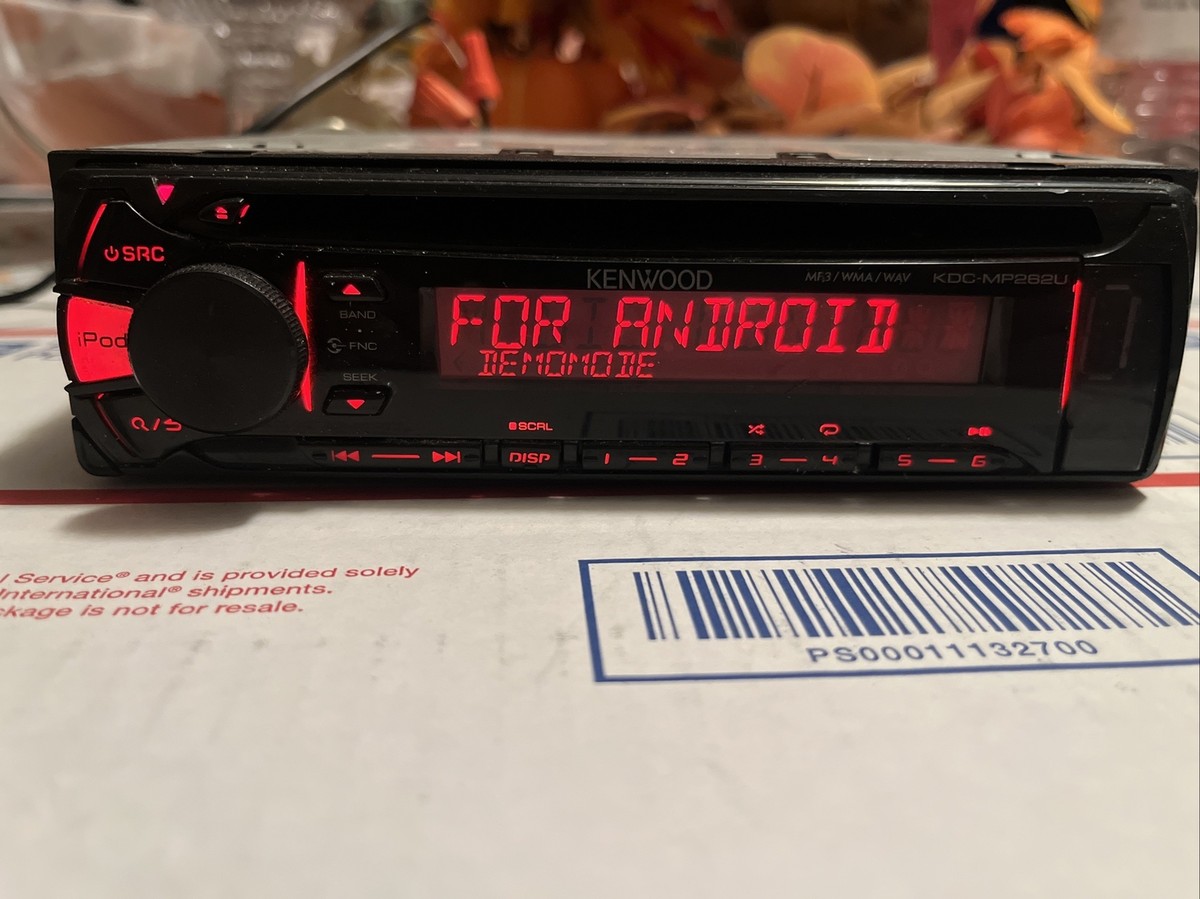 SRC
KENWOOD
MP3 / WMA / WAV
KDC-MP262U
iPod
BAND
FNC
SEEK
FOR ANDROID
DEMOMODE
SCRL
DISP
1 — 2
3 — 4
5 — 6
Service® and is provided solely
International® shipments.
ckage is not for resale.
PS00011132700